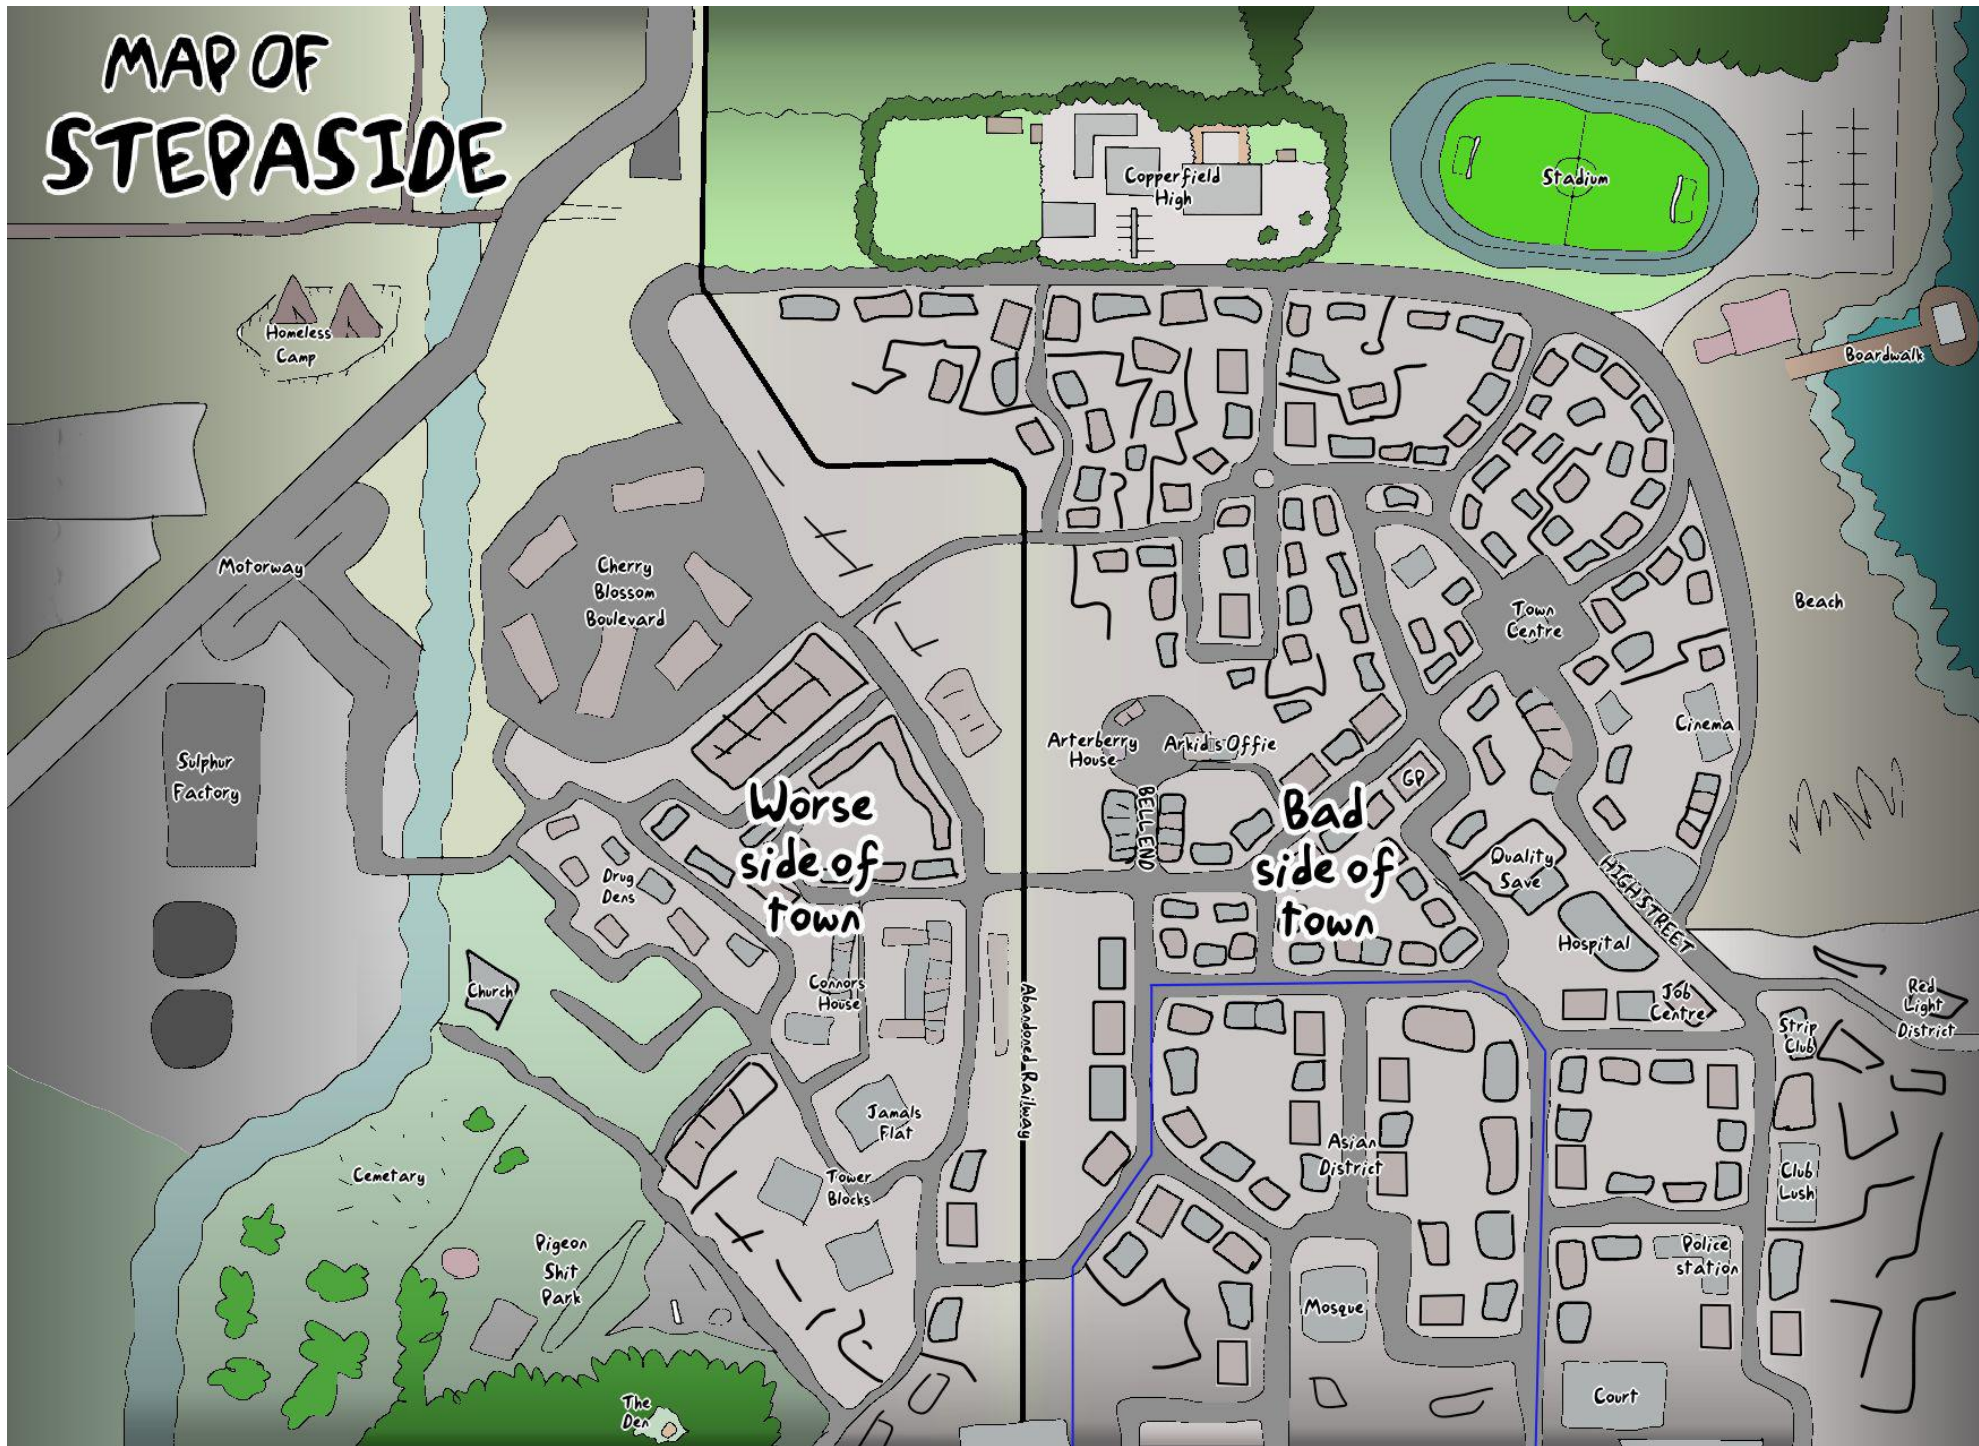 MAP OF
STEPASIDE
Copperfield
High
Stadium
Homeless
Camp
Boardwalk
Motorway
Cherry
Blossom
Boulevard
Town
Centre
Beach
Sulphur
Factory
Arterberry
House
Arkid's Offie
Cinema
GP
BELL END
Worse
side of
town
Bad
side of
town
Drug
Dens
Quality
Save
HIGHSTREET
Hospital
Church
Connors
House
Abandoned Railway
Job
Centre
Red
Light
District
Strip
Club
Jamals
Flat
Asian
District
Cemetary
Tower
Blocks
Club
Lush
Pigeon
Shit
Park
Police
station
Mosque
The
Den
Court